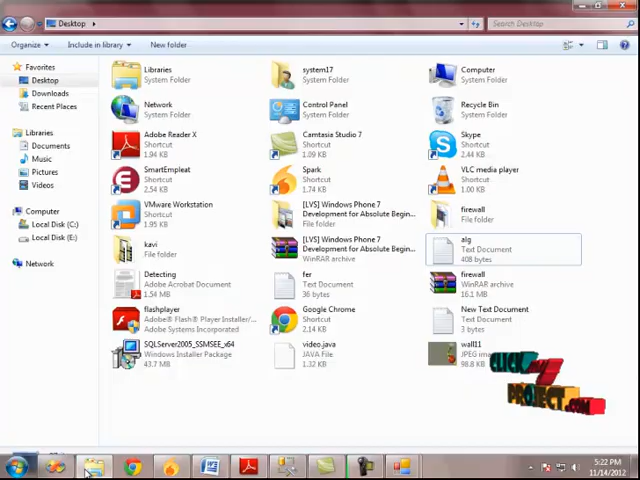 Desktop
Search Desktop
Organize
Include in library
New folder
Favorites
Desktop
Downloads
Recent Places
Libraries
Documents
Music
Pictures
Videos
Computer
Local Disk (C:)
Local Disk (E:)
Network
Libraries
System Folder
system17
System Folder
Computer
System Folder
Network
System Folder
Control Panel
System Folder
Recycle Bin
System Folder
Adobe Reader X
Shortcut
1.94 KB
Camtasia Studio 7
Shortcut
1.09 KB
Skype
Shortcut
2.44 KB
SmartEmpleat
Shortcut
2.54 KB
Spark
Shortcut
1.74 KB
VLC media player
Shortcut
1.00 KB
VMware Workstation
Shortcut
1.95 KB
[LVS] Windows Phone 7
Development for Absolute Begin...
File folder
firewall
File folder
kavi
File folder
[LVS] Windows Phone 7
Development for Absolute Begin...
WinRAR archive
alg
Text Document
408 bytes
Detecting
Adobe Acrobat Document
1.54 MB
fer
Text Document
36 bytes
firewall
WinRAR archive
16.1 MB
flashplayer
Adobe® Flash® Player Installer/...
Adobe Systems Incorporated
Google Chrome
Shortcut
2.14 KB
New Text Document
Text Document
3 bytes
SQLServer2005_SSMSEE_x64
Windows Installer Package
43.7 MB
video.java
JAVA File
1.32 KB
wall11
JPEG im
98.8 KB
CLICK
MY
PROJECT.COM
5:22 PM
11/14/2012